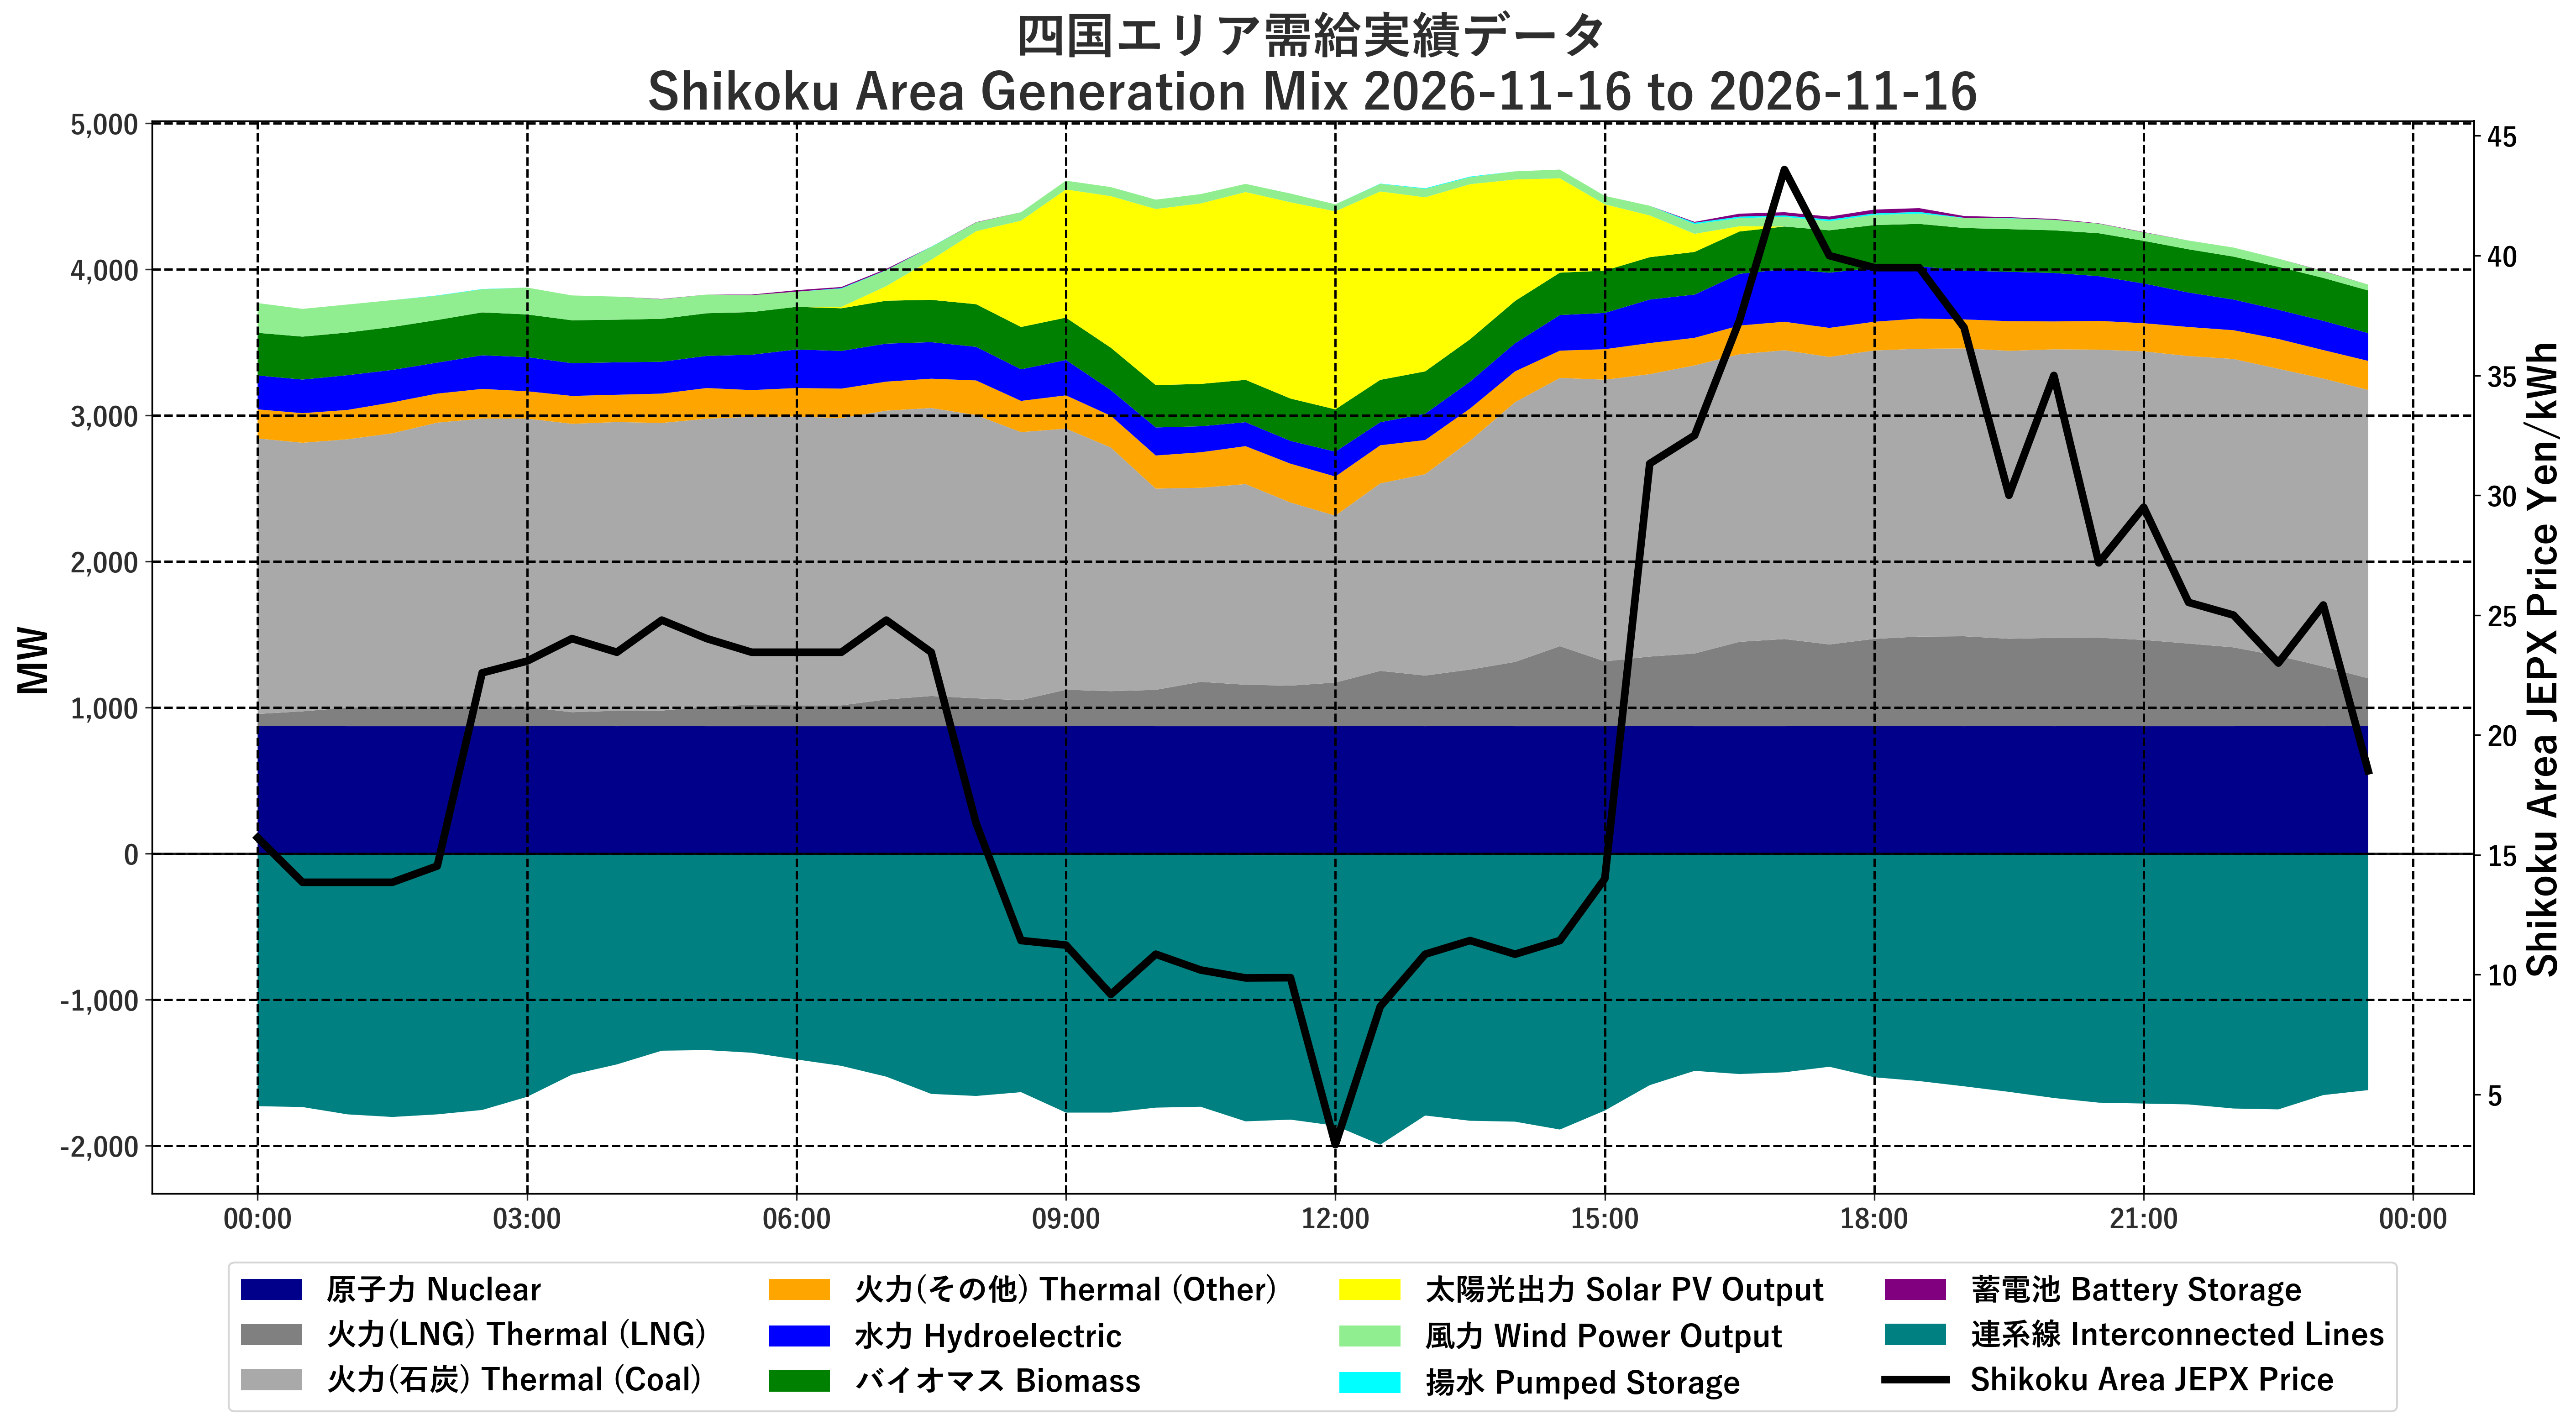 四国エリア需給実績データ
Shikoku Area Generation Mix 2026-11-16 to 2026-11-16
5,000
4,000
3,000
2,000
1,000
0
-1,000
-2,000
MW
45
40
35
30
25
20
15
10
5
Shikoku Area JEPX Price Yen/kWh
00:00 03:00 06:00 09:00 12:00 15:00 18:00 21:00 00:00
原子力 Nuclear
火力(LNG) Thermal (LNG)
火力(石炭) Thermal (Coal)
火力(その他) Thermal (Other)
水力 Hydroelectric
バイオマス Biomass
太陽光出力 Solar PV Output
風力 Wind Power Output
揚水 Pumped Storage
蓄電池 Battery Storage
連系線 Interconnected Lines
Shikoku Area JEPX Price